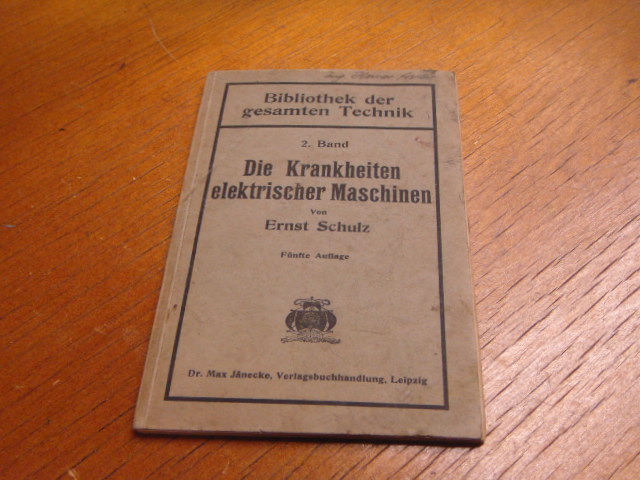 Bibliothek der
gesamten Technik
2. Band
Die Krankheiten
elektrischer Maschinen
Von
Ernst Schulz
Fünfte Auflage
Dr. Max Jänecke, Verlagsbuchhandlung, Leipzig